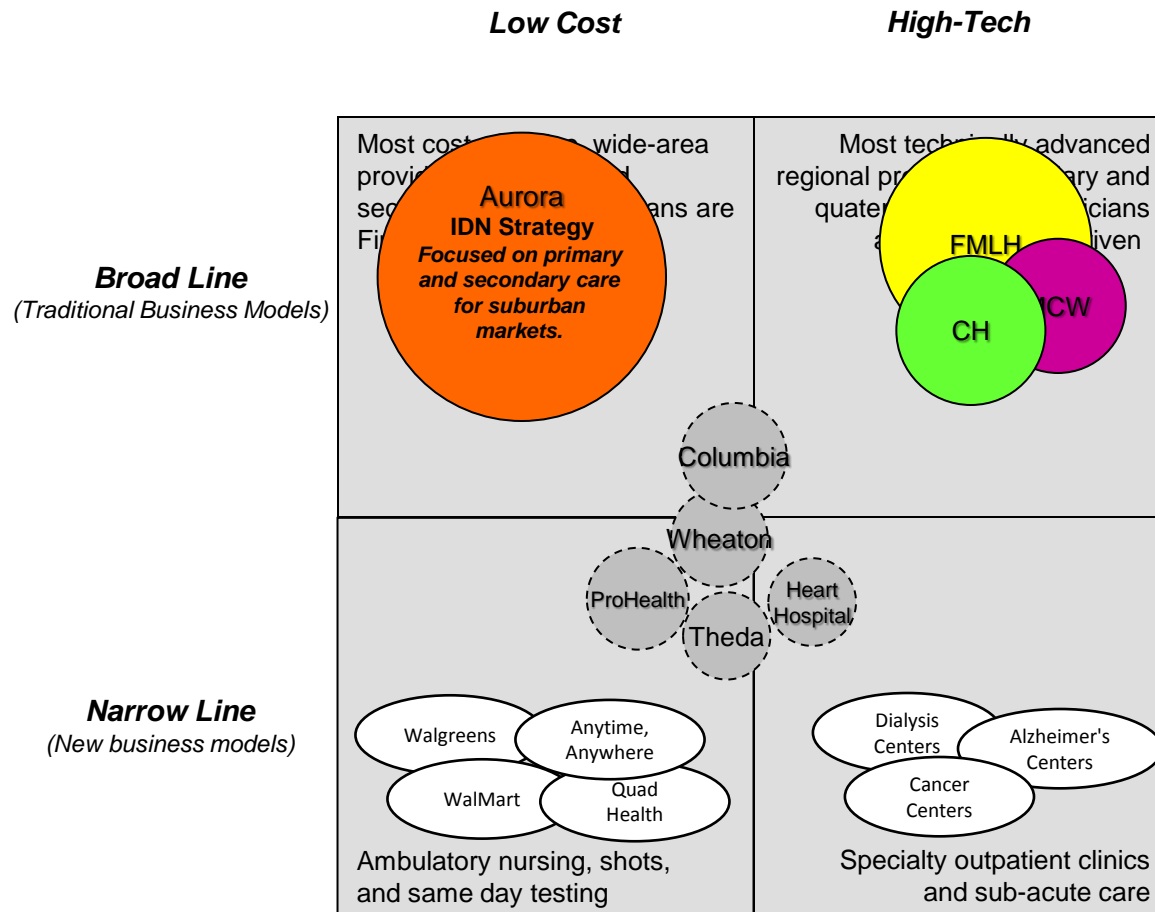 Low Cost
High-Tech
Most cost wide-area
provid
sec ans are
Fi
Aurora
IDN Strategy
Focused on primary
and secondary care
for suburban
markets.
Most tech y advanced
regional pr ary and
quate icians
a iven
FMLH
MCW
CH
Broad Line
(Traditional Business Models)
Columbia
Wheaton
ProHealth
Theda
Heart
Hospital
Narrow Line
(New business models)
Walgreens
Anytime,
Anywhere
WalMart
Quad
Health
Dialysis
Centers
Alzheimer's
Centers
Cancer
Centers
Ambulatory nursing, shots,
and same day testing
Specialty outpatient clinics
and sub-acute care